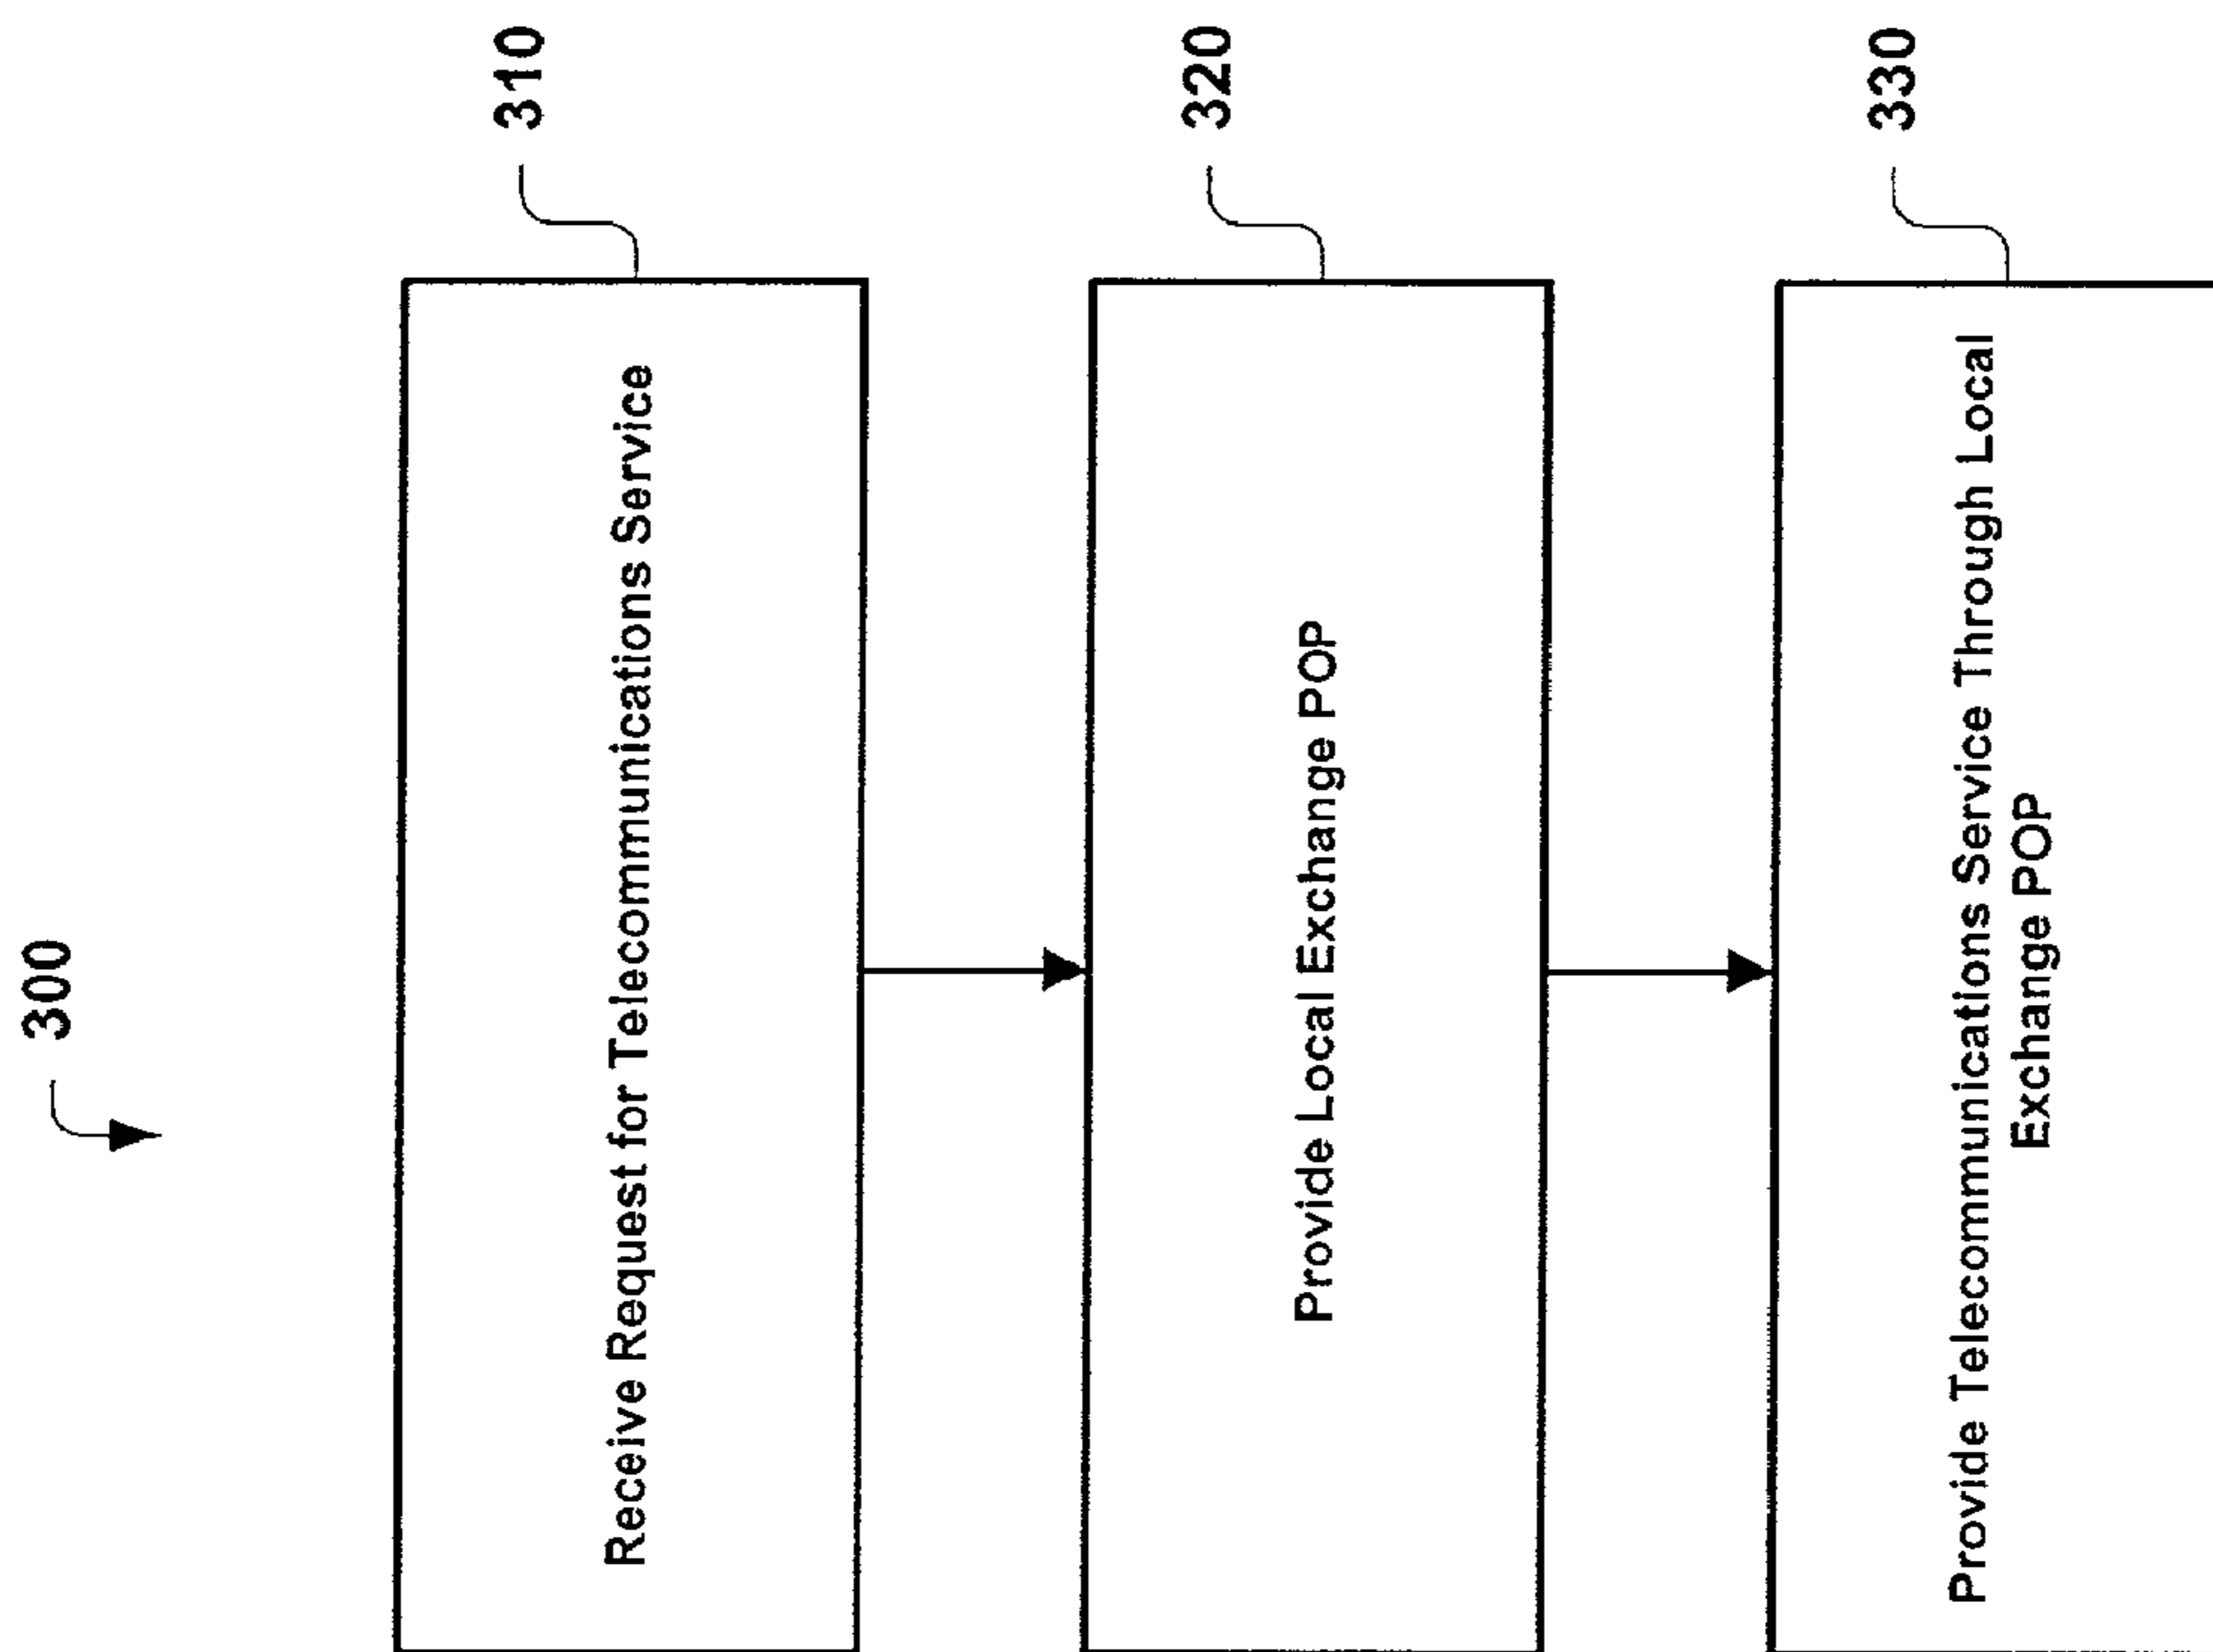 300
Receive Request for Telecommunications Service
310
Provide Local Exchange POP
320
Provide Telecommunications Service Through Local
Exchange POP
330